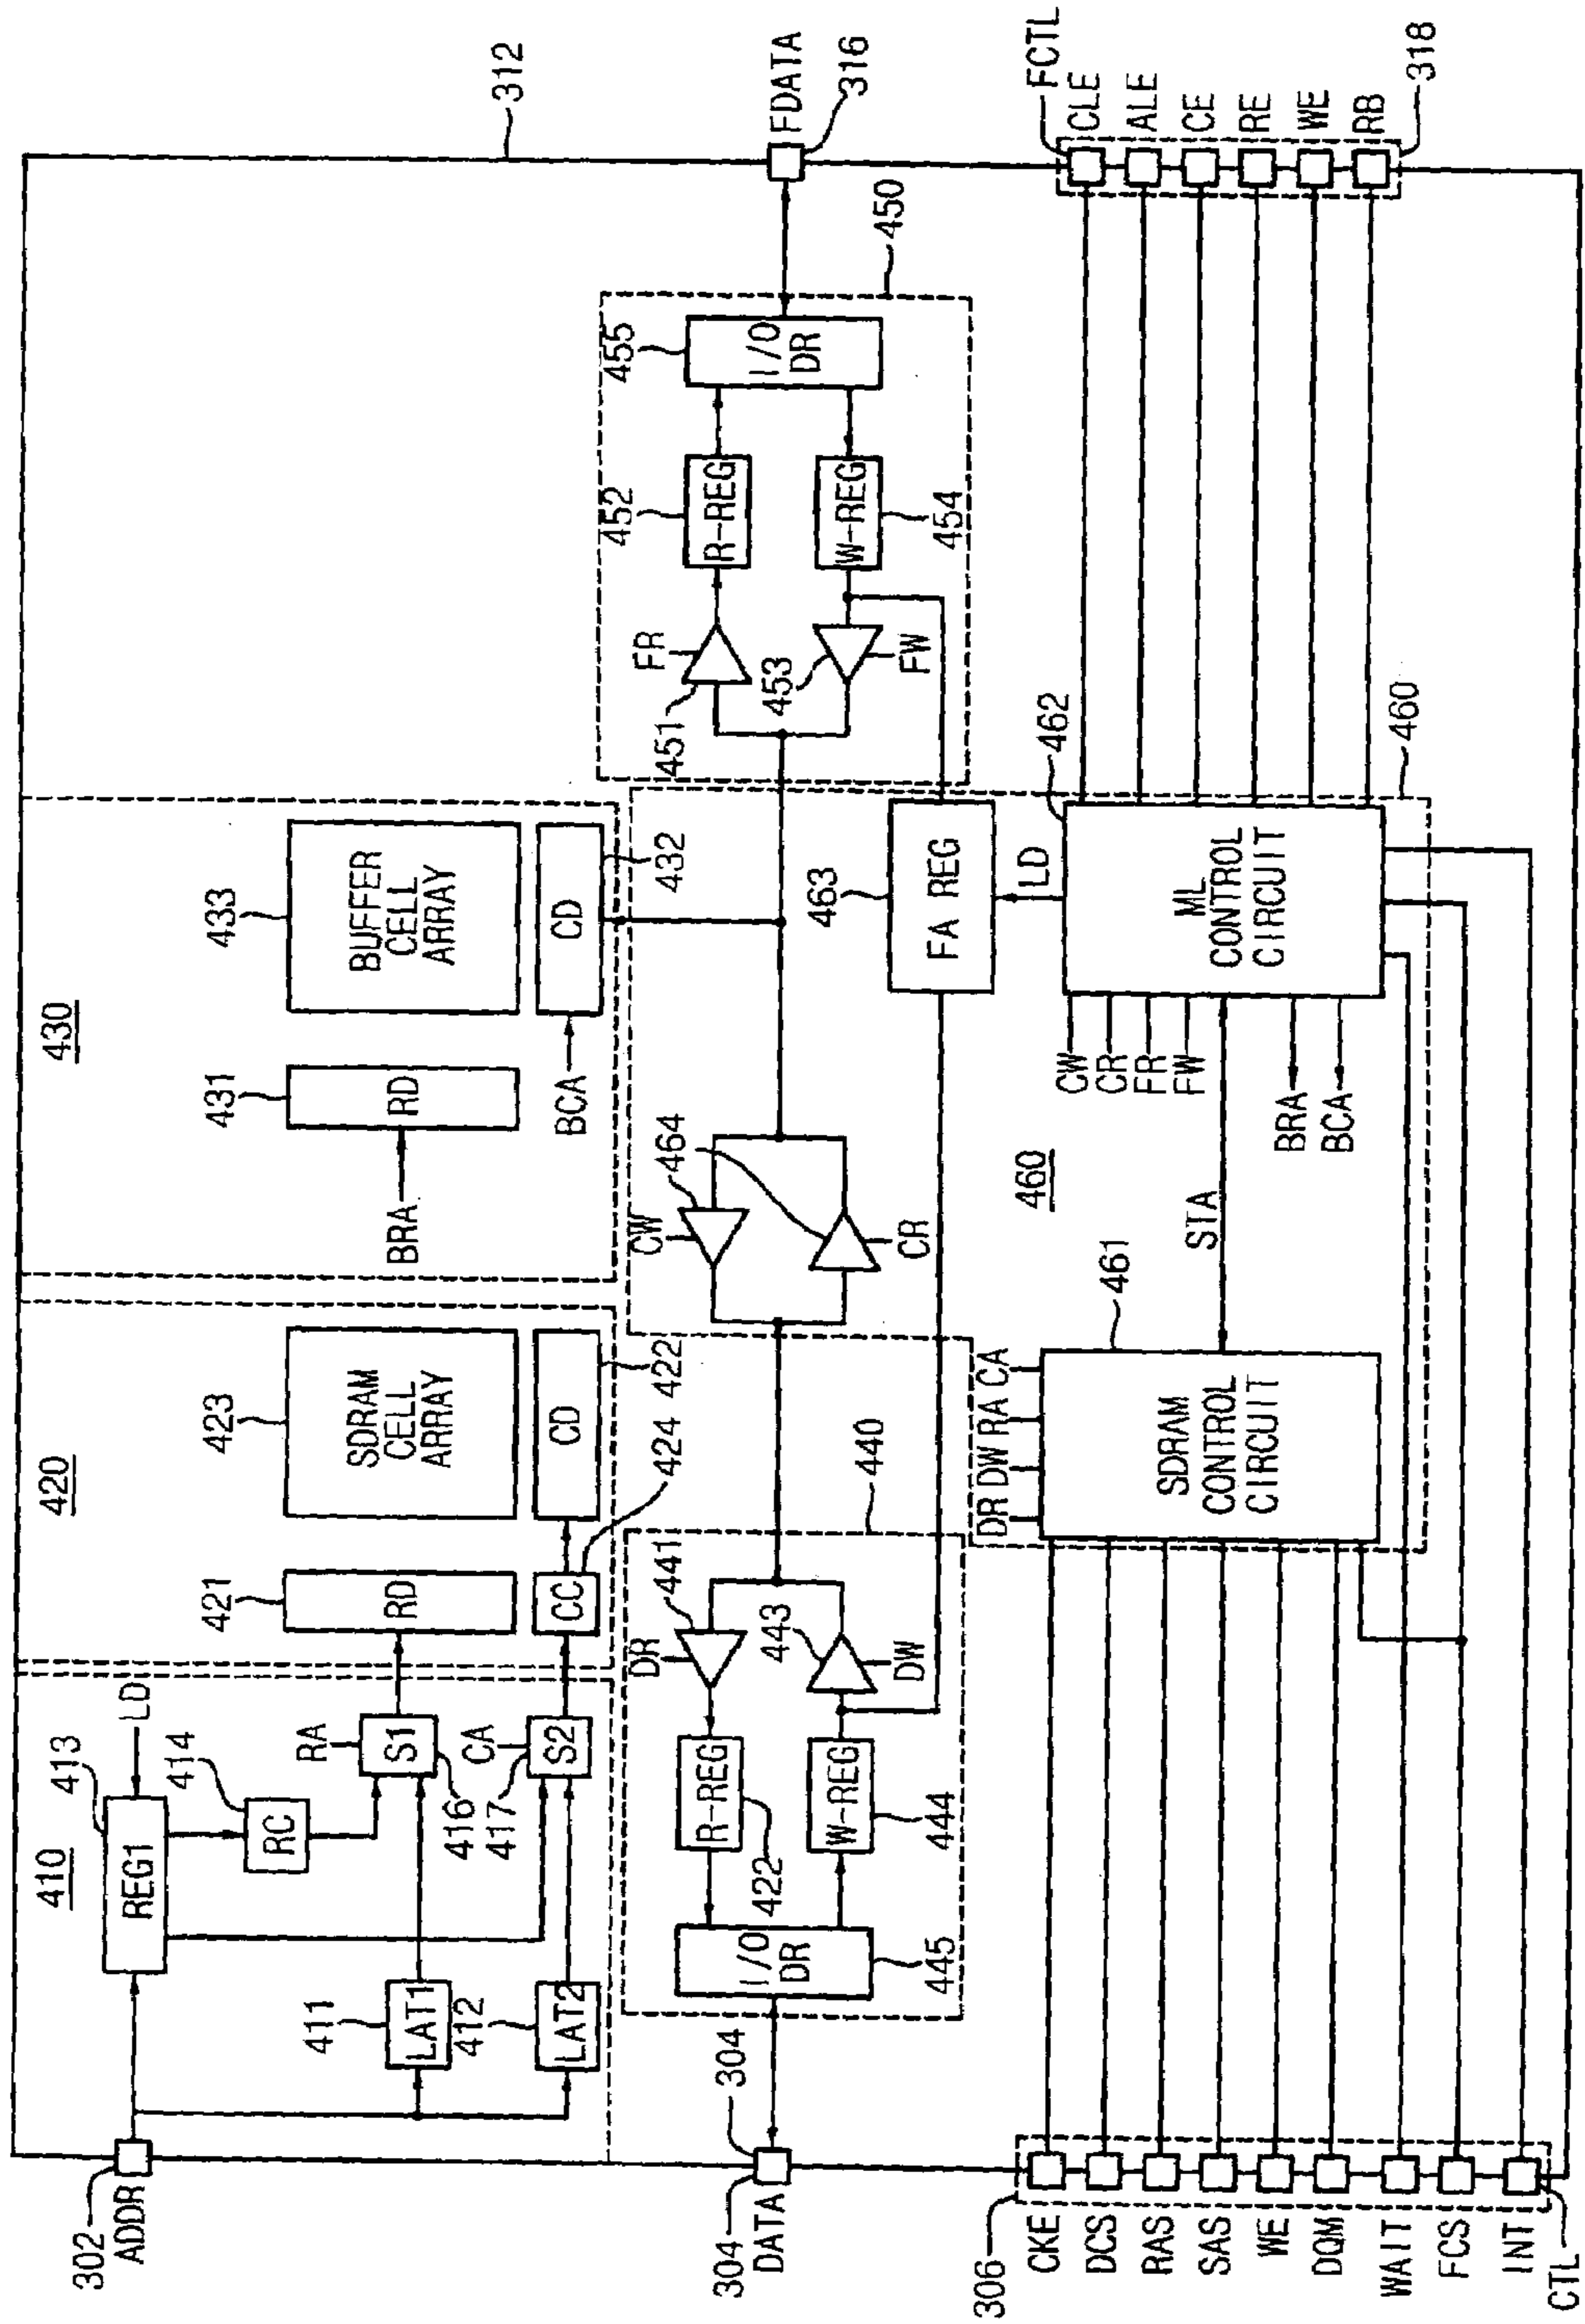 312
302
ADDR
410
413
REG1
LD
414
RC
RA
S1
416
CA
417
S2
411
LAT1
412
LAT2
420
421
RD
423
SDRAM
CELL
ARRAY
CC
424
CD
422
430
BRA
431
RD
433
BUFFER
CELL
ARRAY
BCA
CD
432
304
DATA
304
445
I/O
DR
R-REG
422
W-REG
444
DR
441
443
DW
440
CW
464
CR
463
FA REG
LD
451
FR
453
FW
452
R-REG
W-REG
454
455
I/O
DR
450
FDATA
316
306
CKE
DCS
RAS
SAS
WE
DQM
WAIT
FCS
INT
CTL
DR
DW
RA
CA
461
SDRAM
CONTROL
CIRCUIT
STA
460
CW
CR
FR
FW
BRA
BCA
462
ML
CONTROL
CIRCUIT
460
FCTL
CLE
ALE
CE
RE
WE
RB
318